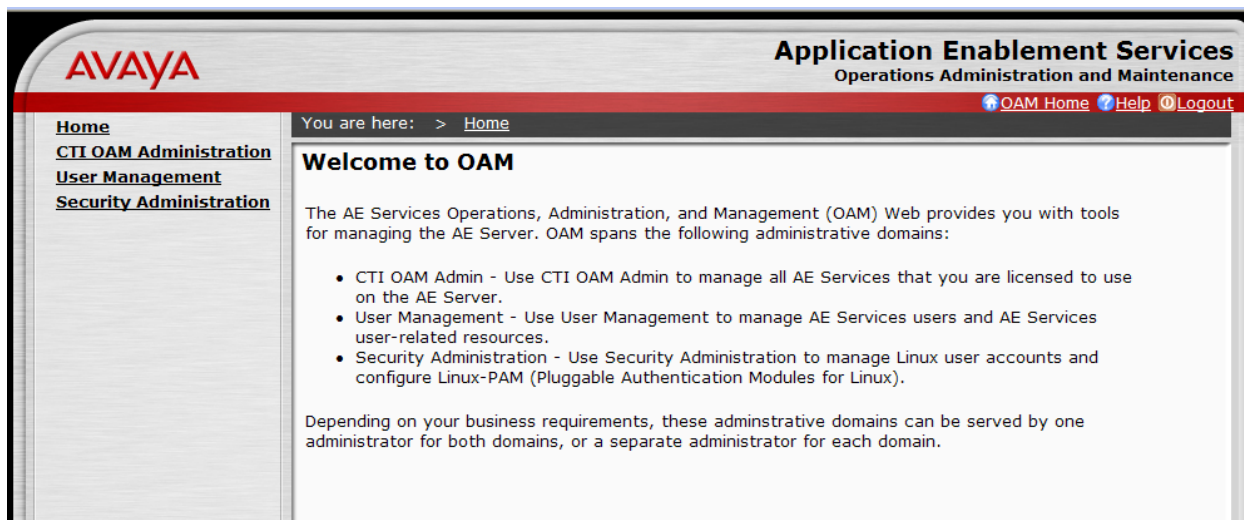 AVAYA
Application Enablement Services
Operations Administration and Maintenance
OAM Home Help Logout
Home
CTI OAM Administration
User Management
Security Administration
You are here: > Home
Welcome to OAM
The AE Services Operations, Administration, and Management (OAM) Web provides you with tools
for managing the AE Server. OAM spans the following administrative domains:
• CTI OAM Admin - Use CTI OAM Admin to manage all AE Services that you are licensed to use
on the AE Server.
• User Management - Use User Management to manage AE Services users and AE Services
user-related resources.
• Security Administration - Use Security Administration to manage Linux user accounts and
configure Linux-PAM (Pluggable Authentication Modules for Linux).
Depending on your business requirements, these adminstrative domains can be served by one
administrator for both domains, or a separate administrator for each domain.